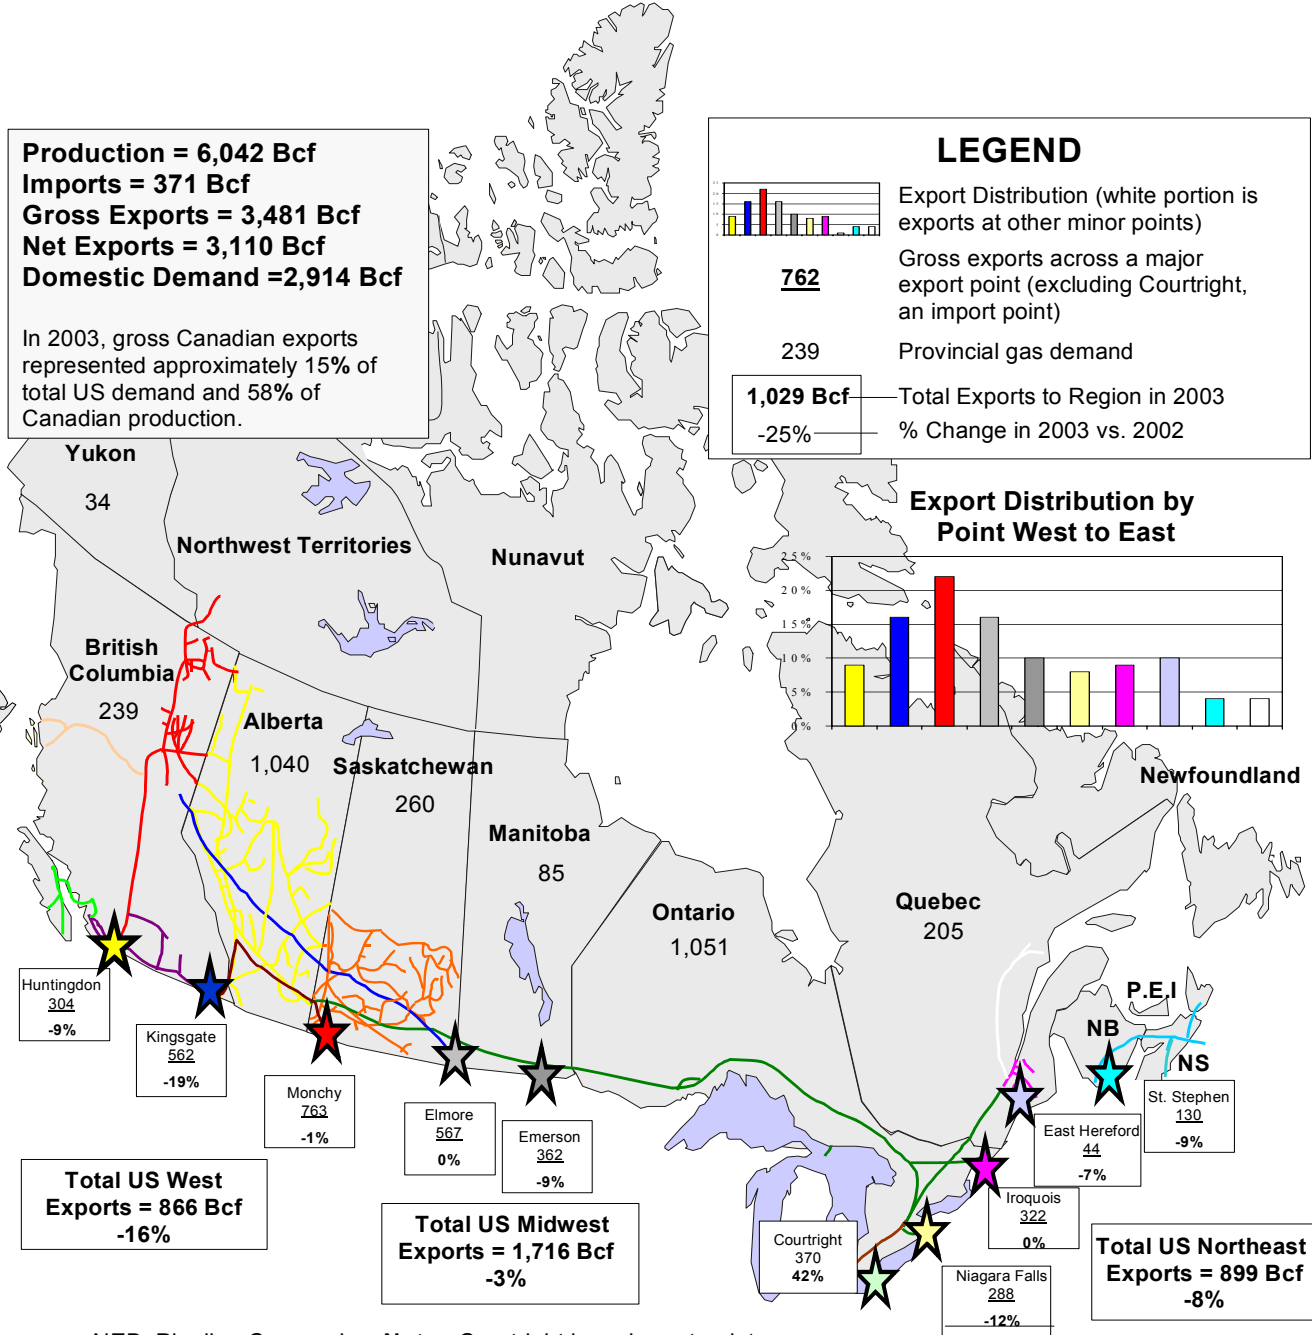 Production = 6,042 Bcf
Imports = 371 Bcf
Gross Exports = 3,481 Bcf
Net Exports = 3,110 Bcf
Domestic Demand =2,914 Bcf
In 2003, gross Canadian exports
represented approximately 15% of
total US demand and 58% of
Canadian production.
LEGEND
Export Distribution (white portion is
exports at other minor points)
762
Gross exports across a major
export point (excluding Courtright,
an import point)
239
Provincial gas demand
1,029 Bcf
Total Exports to Region in 2003
-25%
% Change in 2003 vs. 2002
Export Distribution by
Point West to East
25%
20%
15%
10%
5%
0%
Yukon
34
Northwest Territories
Nunavut
British
Columbia
239
Alberta
1,040
Saskatchewan
260
Manitoba
85
Ontario
1,051
Quebec
205
Newfoundland
P.E.I
NB
NS
Huntingdon
304
-9%
Kingsgate
562
-19%
Monchy
763
-1%
Elmore
567
0%
Emerson
362
-9%
Courtright
370
42%
Niagara Falls
288
-12%
Iroquois
322
0%
East Hereford
44
-7%
St. Stephen
130
-9%
Total US West
Exports = 866 Bcf
-16%
Total US Midwest
Exports = 1,716 Bcf
-3%
Total US Northeast
Exports = 899 Bcf
-8%